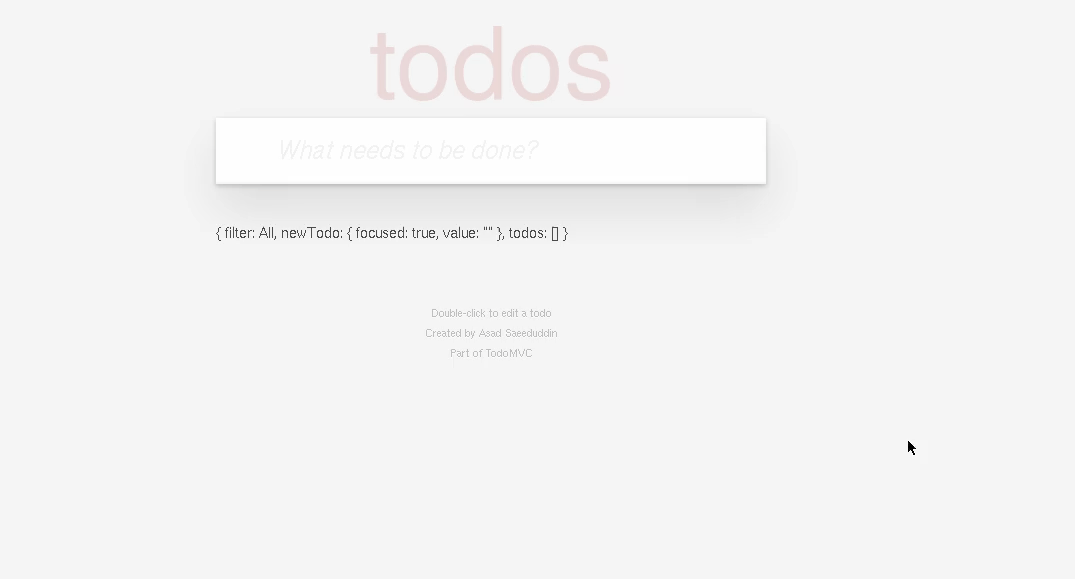 todos
What needs to be done?
{ filter: All, newTodo: { focused: true, value: "" }, todos: [] }
Double-click to edit a todo
Created by Asad Saeeduddin
Part of TodoMVC